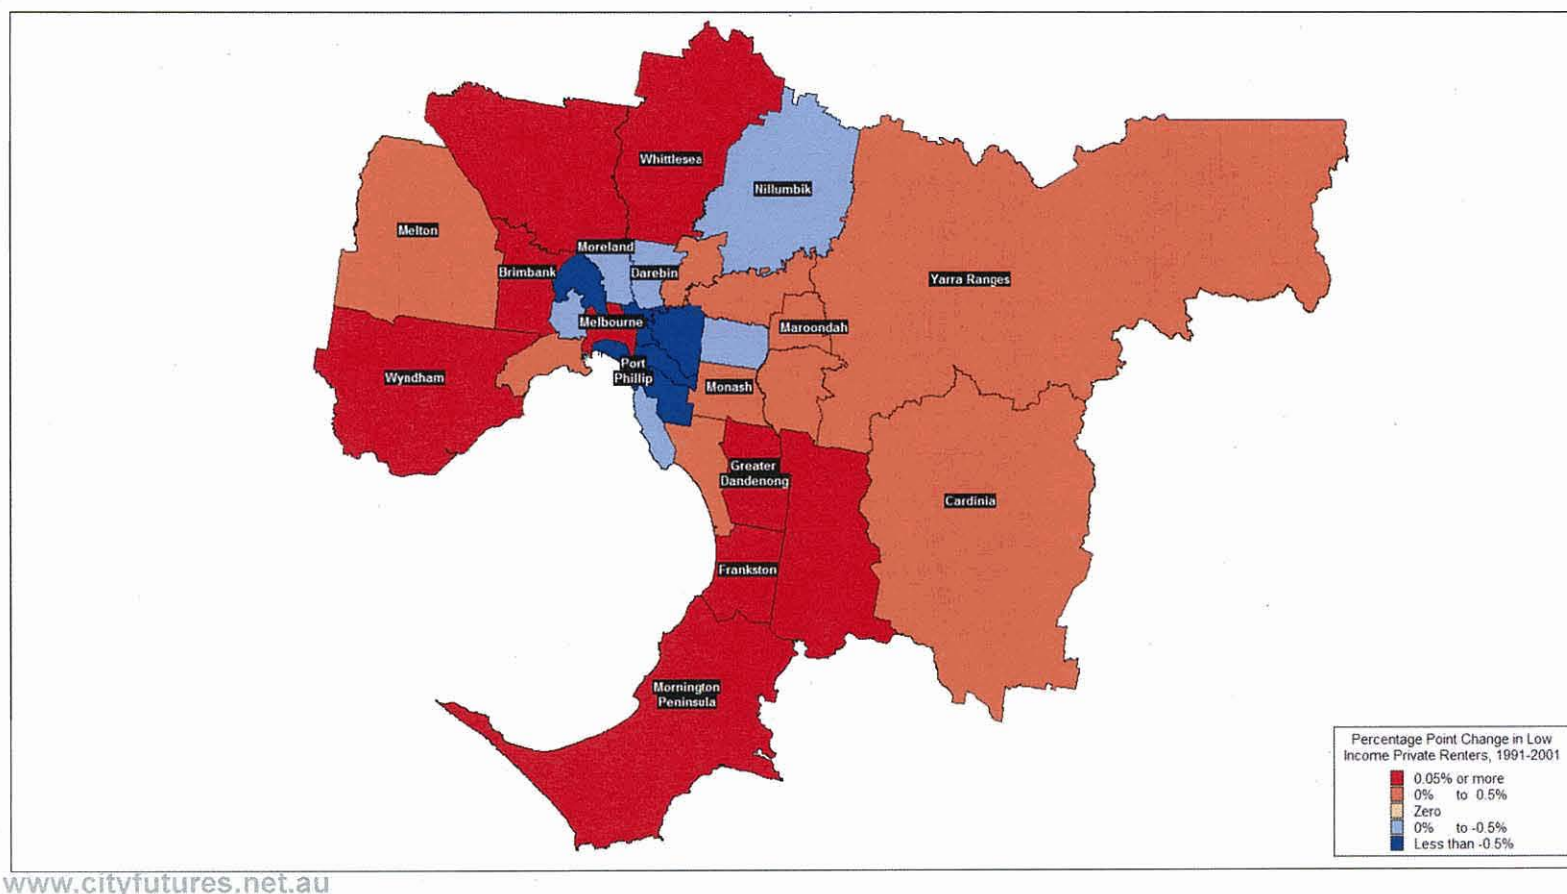 Whittlesea
Nillumbik
Melton
Moreland
Brimbank
Darebin
Yarra Ranges
Melbourne
Maroondah
Port
Phillip
Wyndham
Monash
Greater
Dandenong
Cardinia
Frankston
Mornington
Peninsula
Percentage Point Change in Low
Income Private Renters, 1991-2001
0.05% or more
0% to 0.5%
Zero
0% to -0.5%
Less than -0.5%
www.cityfutures.net.au